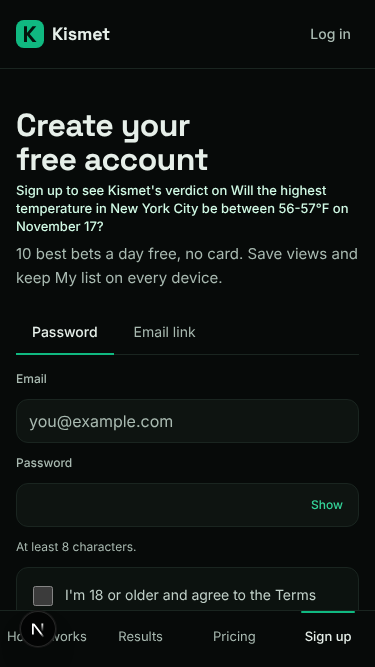 K Kismet
Log in
Create your
free account
Sign up to see Kismet's verdict on Will the highest
temperature in New York City be between 56-57°F on
November 17?
10 best bets a day free, no card. Save views and
keep My list on every device.
Password
Email link
Email
you@example.com
Password
Show
At least 8 characters.
I'm 18 or older and agree to the Terms
N
works
Results
Pricing
Sign up